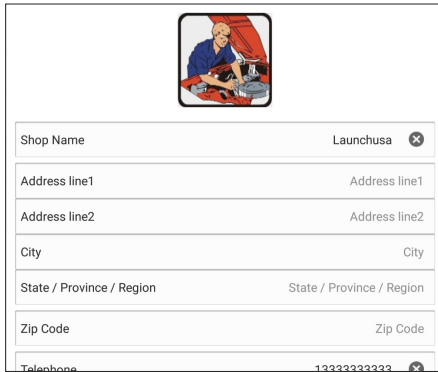 Shop Name Launchusa
Address line1 Address line1
Address line2 Address line2
City City
State / Province / Region State / Province / Region
Zip Code Zip Code
Telephone 13333333333